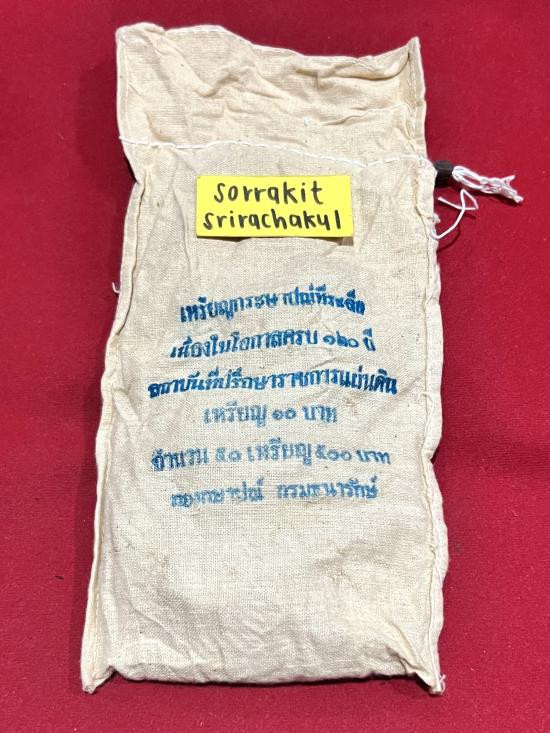 sorrakit
srirachakul
เหรียญกระษาปณ์ที่ระลึก
เนื่องในโอกาสครบ ๑๒๐ ปี
สถาบันที่ปรึกษาราชการแผ่นดิน
เหรียญ ๑๐ บาท
จำนวน ๕๐ เหรียญ ๕๐๐ บาท
กองกษาปณ์ กรมธนารักษ์